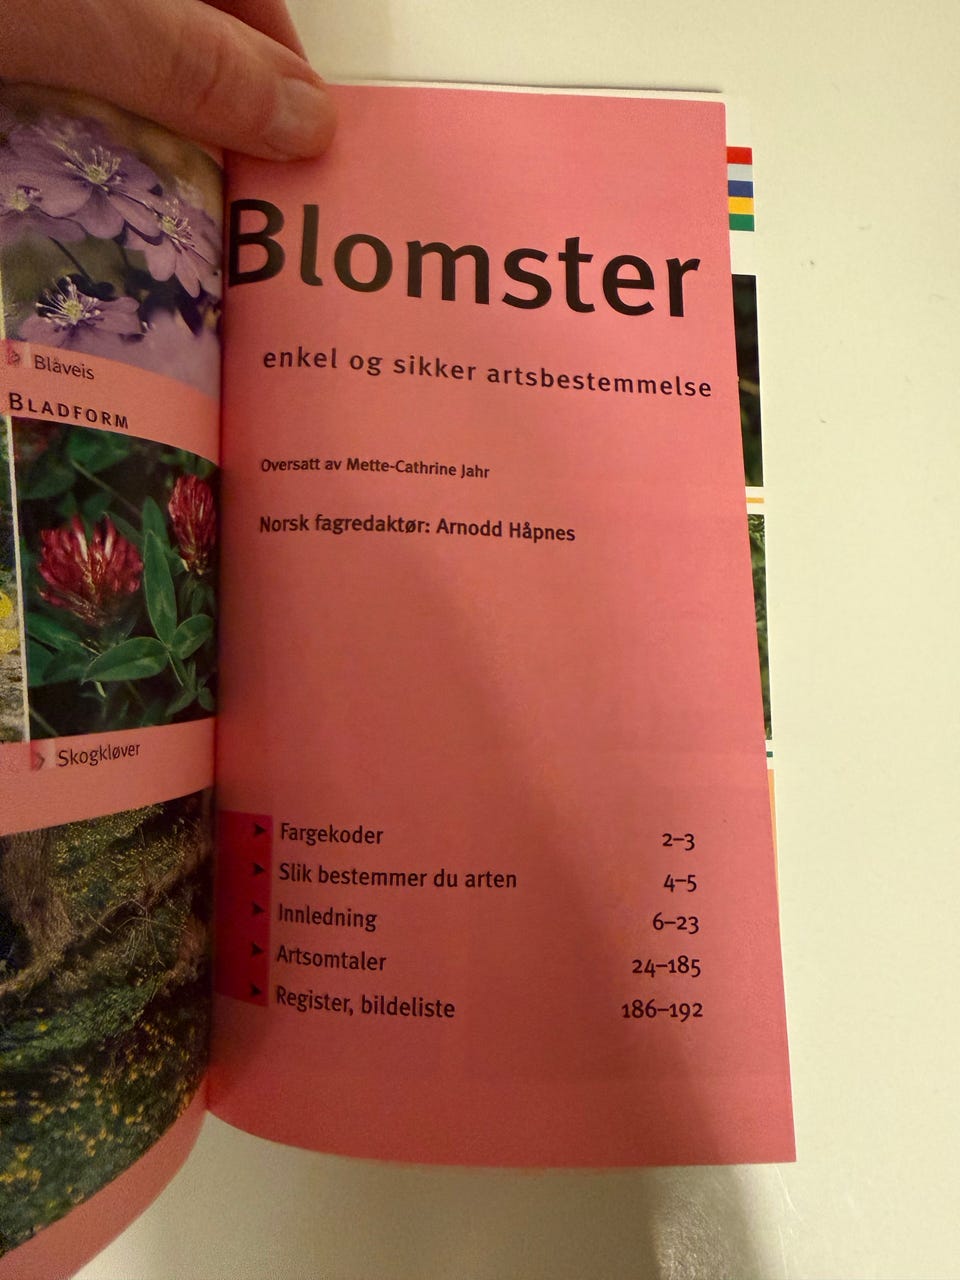 Blåveis
BLADFORM
Skogkløver
Blomster
enkel og sikker artsbestemmelse
Oversatt av Mette-Cathrine Jahr
Norsk fagredaktør: Arnodd Håpnes
Fargekoder 2–3
Slik bestemmer du arten 4–5
Innledning 6–23
Artsomtaler 24–185
Register, bildeliste 186–192